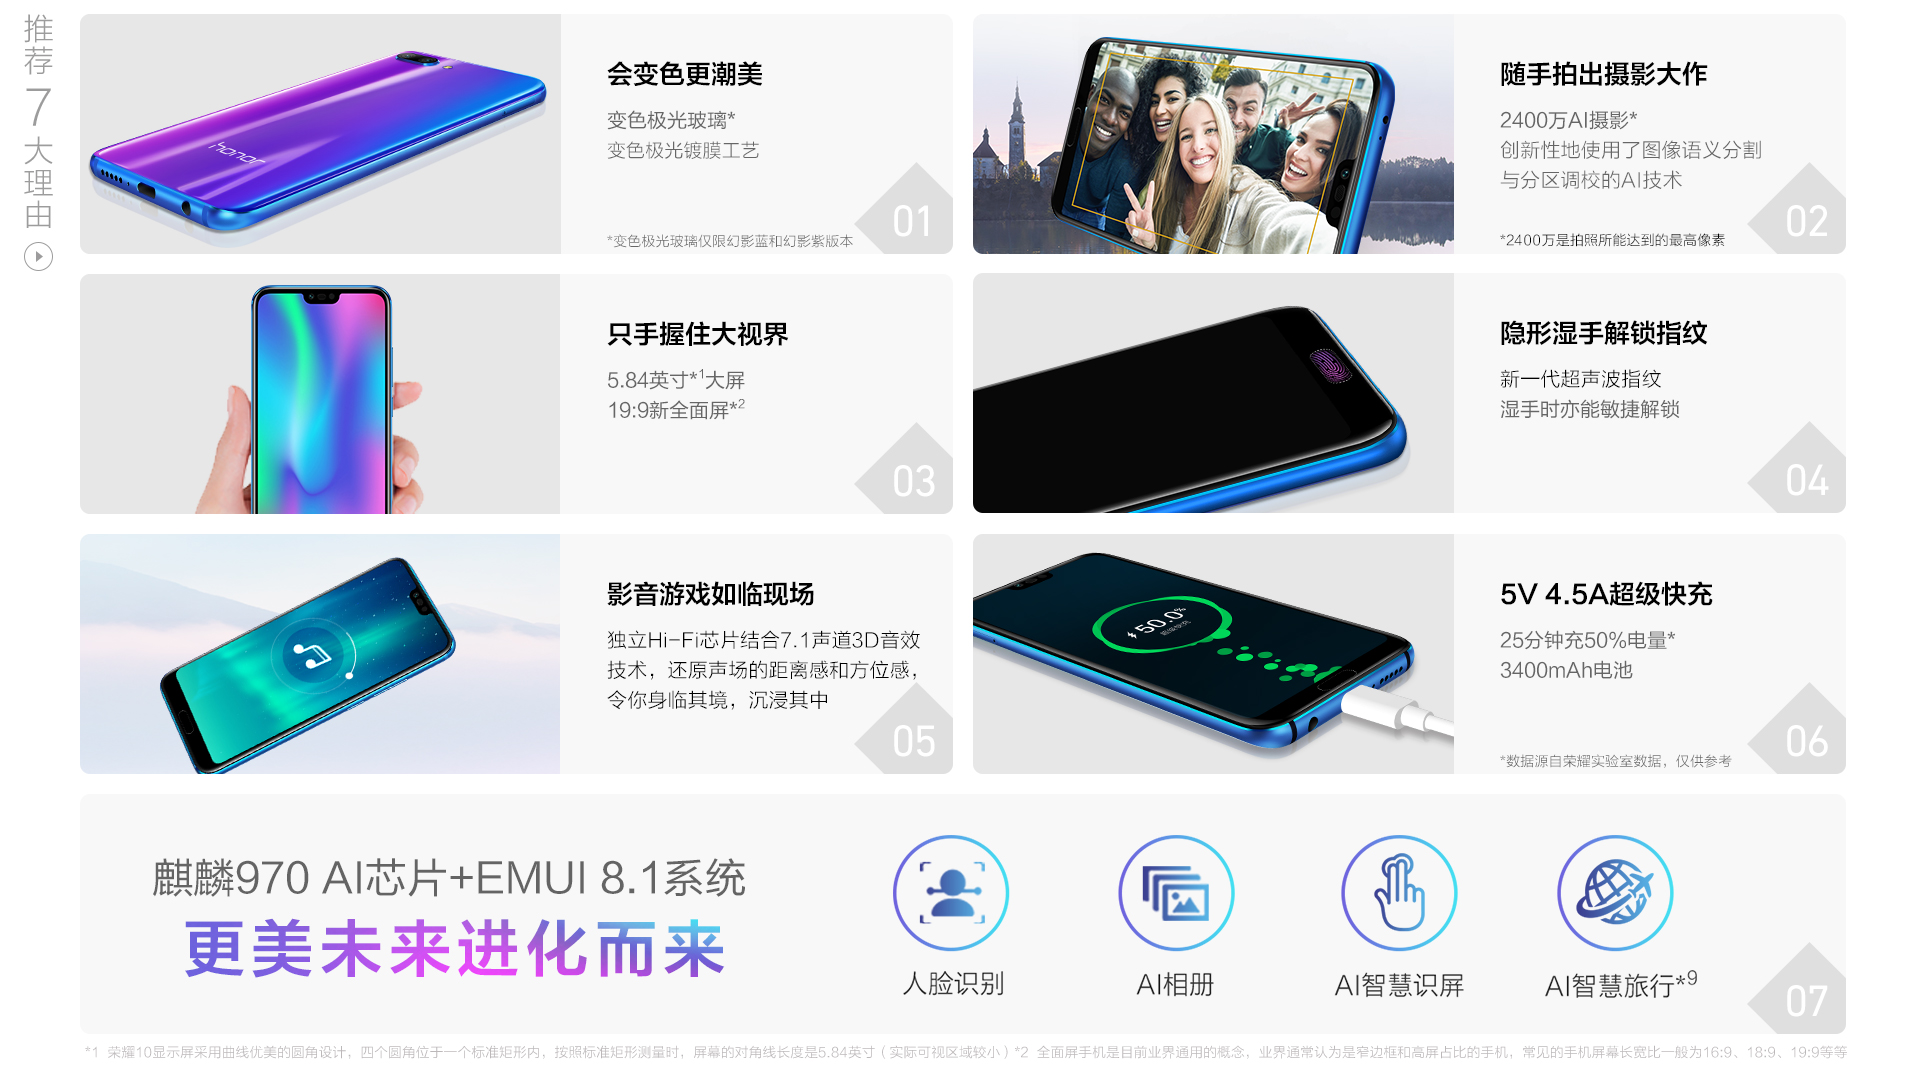 推荐7大理由
honor
会变色更潮美
变色极光玻璃*
变色极光镀膜工艺
*变色极光玻璃仅限幻影蓝和幻影紫版本
01
随手拍出摄影大作
2400万AI摄影*
创新性地使用了图像语义分割
与分区调校的AI技术
*2400万是拍照所能达到的最高像素
02
只手握住大视界
5.84英寸*1大屏
19:9新全面屏*2
03
隐形湿手解锁指纹
新一代超声波指纹
湿手时亦能敏捷解锁
04
影音游戏如临现场
独立Hi-Fi芯片结合7.1声道3D音效
技术，还原声场的距离感和方位感，
令你身临其境，沉浸其中
05
50.0%
超级快充
5V 4.5A超级快充
25分钟充50%电量*
3400mAh电池
*数据源自荣耀实验室数据，仅供参考
06
麒麟970 AI芯片+EMUI 8.1系统
更美未来进化而来
人脸识别
AI相册
AI智慧识屏
AI智慧旅行*9
07
*1 荣耀10显示屏采用曲线优美的圆角设计，四个圆角位于一个标准矩形内，按照标准矩形测量时，屏幕的对角线长度是5.84英寸（实际可视区域较小）*2 全面屏手机是目前业界通用的概念，业界通常认为是窄边框和高屏占比的手机，常见的手机屏幕长宽比一般为16:9、18:9、19:9等等